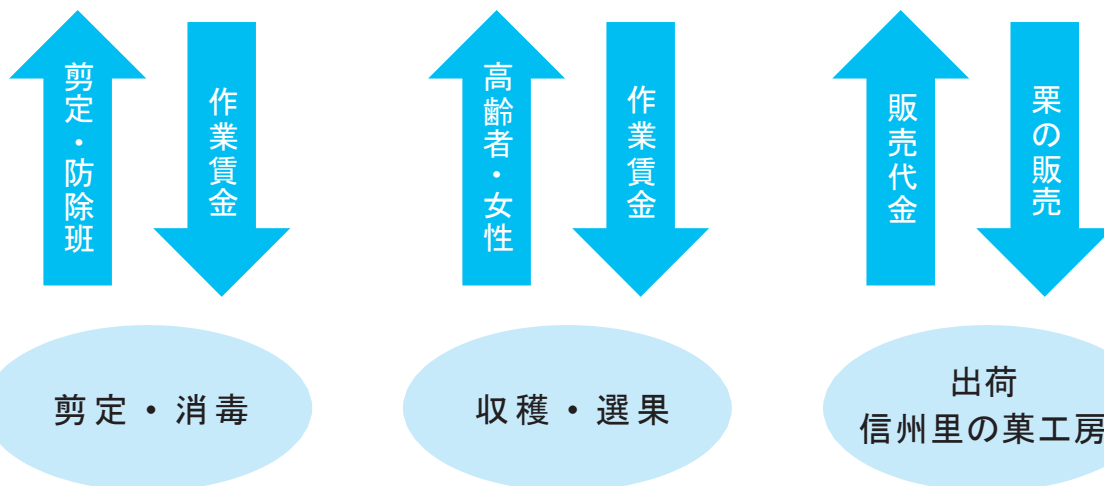 剪定・防除班
作業賃金
高齢者・女性
作業賃金
販売代金
栗の販売
剪定・消毒
収穫・選果
出荷
信州里の菓工房